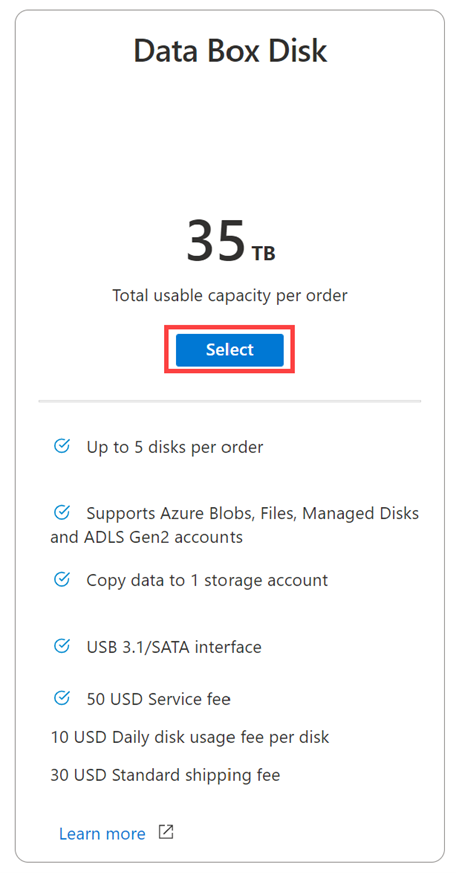 Data Box Disk
35 TB
Total usable capacity per order
Select
Up to 5 disks per order
Supports Azure Blobs, Files, Managed Disks
and ADLS Gen2 accounts
Copy data to 1 storage account
USB 3.1/SATA interface
50 USD Service fee
10 USD Daily disk usage fee per disk
30 USD Standard shipping fee
Learn more